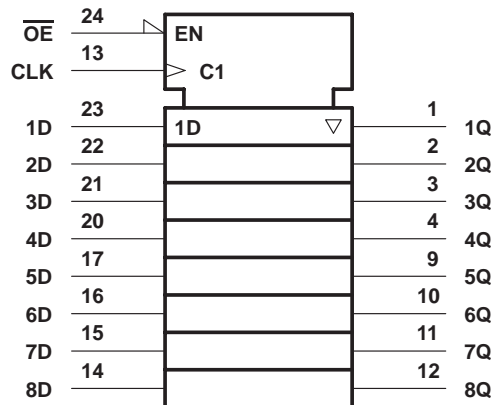 OE 24 EN
CLK 13 C1
1D 23 1D 1 1Q
2D 22 2 2Q
3D 21 3 3Q
4D 20 4 4Q
5D 17 9 5Q
6D 16 10 6Q
7D 15 11 7Q
8D 14 12 8Q